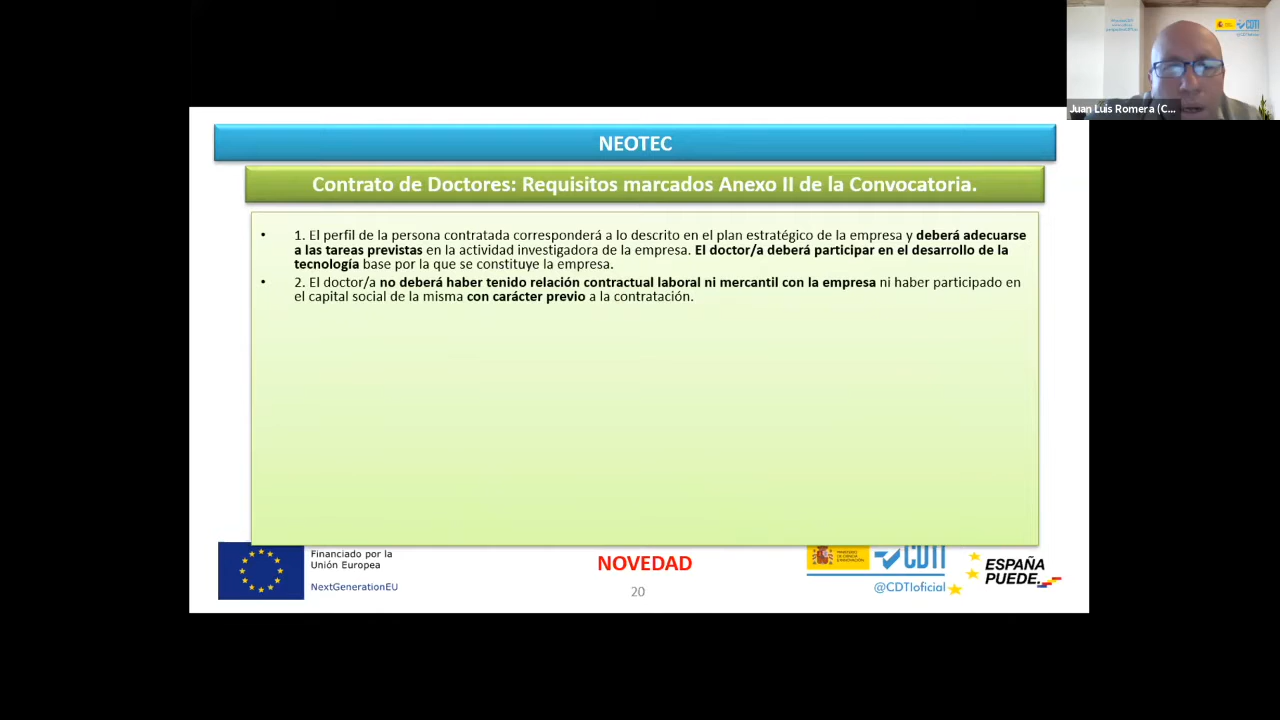 CDTI
Juan Luis Romera (C...
NEOTEC
Contrato de Doctores: Requisitos marcados Anexo II de la Convocatoria.
• 1. El perfil de la persona contratada corresponderá a lo descrito en el plan estratégico de la empresa y deberá adecuarse
a las tareas previstas en la actividad investigadora de la empresa. El doctor/a deberá participar en el desarrollo de la
tecnología base por la que se constituye la empresa.
• 2. El doctor/a no deberá haber tenido relación contractual laboral ni mercantil con la empresa ni haber participado en
el capital social de la misma con carácter previo a la contratación.
Financiado por la
Unión Europea
NextGenerationEU
NOVEDAD
20
MINISTERIO
DE CIENCIA
E INNOVACIÓN
CDTI
@CDTIoficial
ESPAÑA
PUEDE.